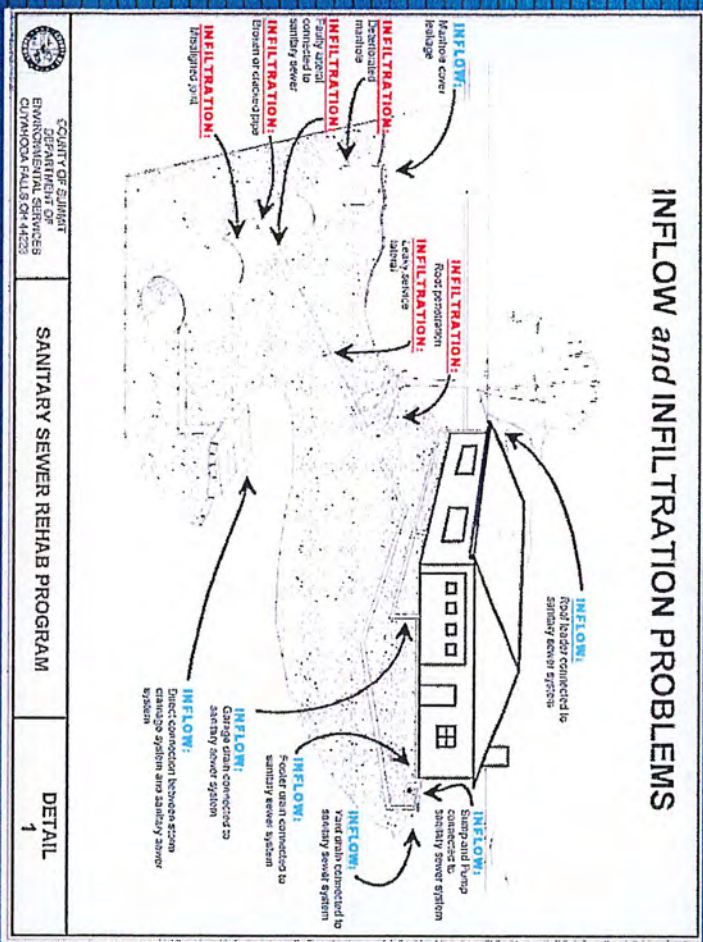 INFLOW and INFILTRATION PROBLEMS
INFLOW:
Manhole cover
leakage
INFILTRATION:
Deteriorated
manhole
INFILTRATION:
Faulty lateral
connected to
sanitary sewer
INFILTRATION:
Broken or cracked pipe
INFILTRATION:
Misaligned joint
INFILTRATION:
Root penetration
INFILTRATION:
Leaky service
lateral
INFLOW:
Roof leader connected to
sanitary sewer system
INFLOW:
Sump and Pump
connected to
sanitary sewer system
INFLOW:
Yard drain connected to
sanitary sewer system
INFLOW:
Footer drain connected to
sanitary sewer system
INFLOW:
Garage drain connected to
sanitary sewer system
INFLOW:
Direct connection between storm
drainage system and sanitary sewer
system
COUNTY OF SUMMIT
DEPARTMENT OF
ENVIRONMENTAL SERVICES
CUYAHOGA FALLS OH 44223
SANITARY SEWER REHAB PROGRAM
DETAIL
1